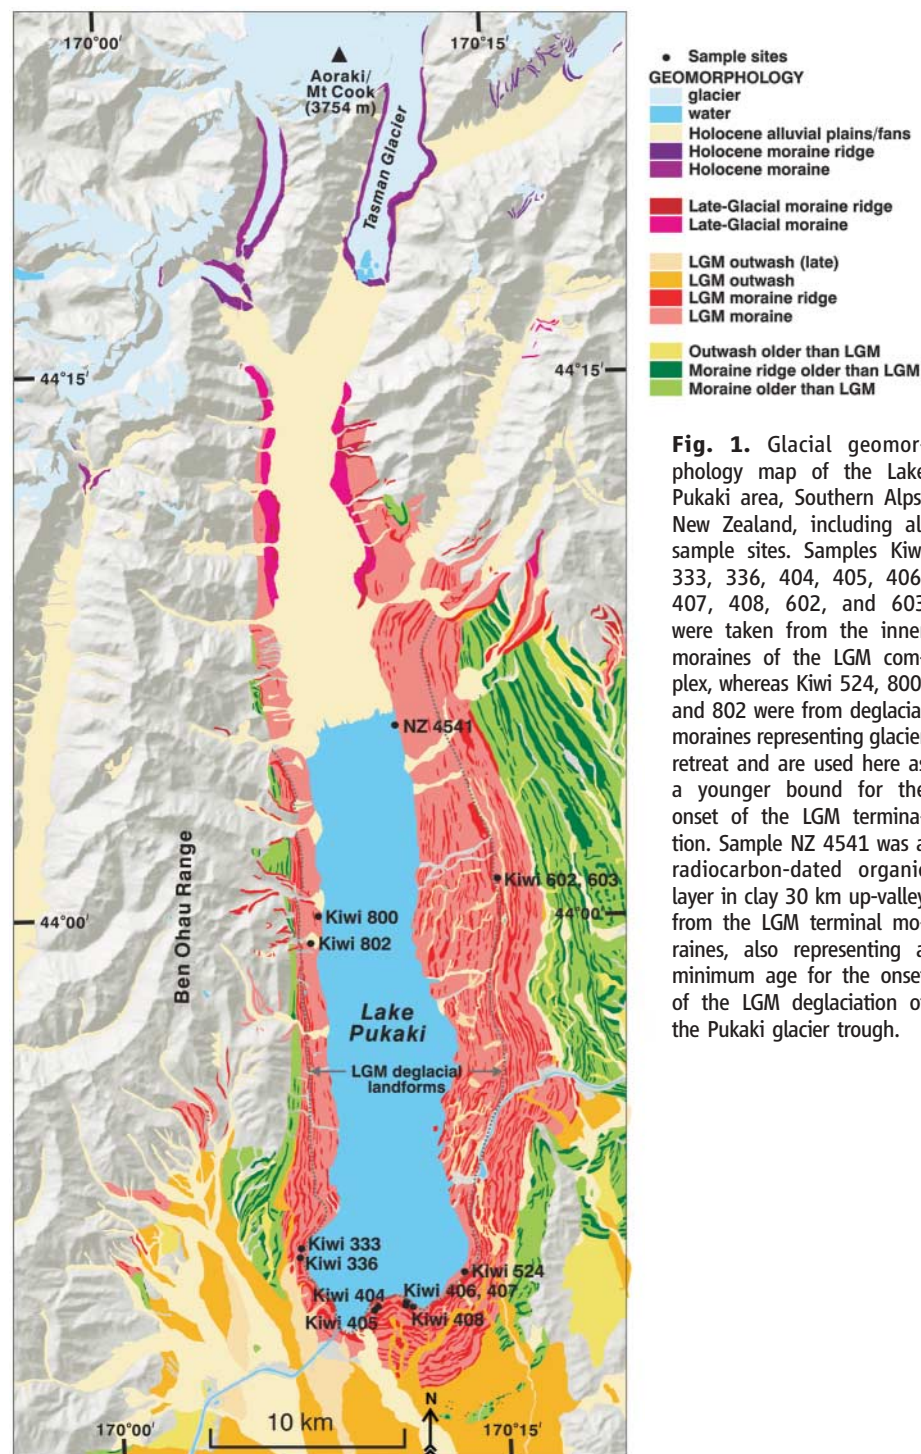 170°00'
170°15'
Aoraki/
Mt Cook
(3754 m)
Tasman Glacier
44°15'
44°15'
NZ 4541
Kiwi 602, 603
Ben Ohau Range
44°00'
44°00'
Kiwi 800
Kiwi 802
Lake
Pukaki
LGM deglacial
landforms
Kiwi 333
Kiwi 336
Kiwi 524
Kiwi 404
Kiwi 406, 407
Kiwi 405
Kiwi 408
N
10 km
170°00'
170°15'
Sample sites
GEOMORPHOLOGY
glacier
water
Holocene alluvial plains/fans
Holocene moraine ridge
Holocene moraine
Late-Glacial moraine ridge
Late-Glacial moraine
LGM outwash (late)
LGM outwash
LGM moraine ridge
LGM moraine
Outwash older than LGM
Moraine ridge older than LGM
Moraine older than LGM
Fig. 1. Glacial geomor-
phology map of the Lake
Pukaki area, Southern Alps
New Zealand, including al
sample sites. Samples Kiw
333, 336, 404, 405, 406
407, 408, 602, and 603
were taken from the inner
moraines of the LGM com-
plex, whereas Kiwi 524, 800
and 802 were from deglacia
moraines representing glacier
retreat and are used here as
a younger bound for the
onset of the LGM termina-
tion. Sample NZ 4541 was a
radiocarbon-dated organic
layer in clay 30 km up-valley
from the LGM terminal mo-
raines, also representing a
minimum age for the onset
of the LGM deglaciation of
the Pukaki glacier trough.